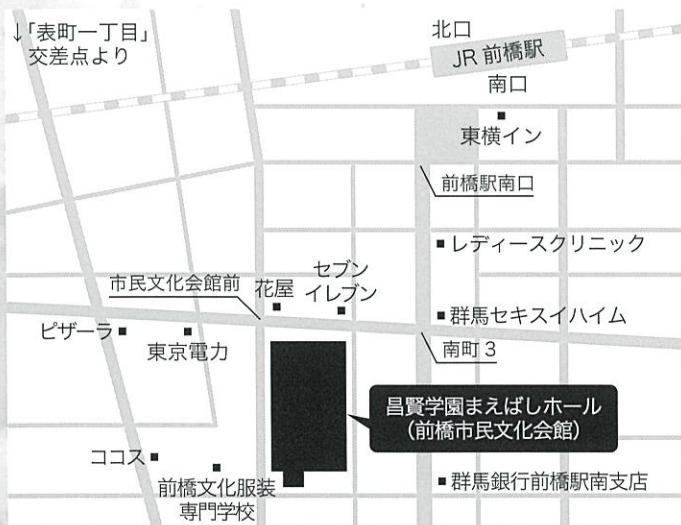 ↓「表町一丁目」
交差点より
北口
JR 前橋駅
南口
東横イン
前橋駅南口
レディースクリニック
市民文化会館前
花屋
セブン
イレブン
群馬セキスイハイム
ピザーラ
東京電力
南町 3
昌賢学園まえばしホール
(前橋市民文化会館)
ココス
前橋文化服装
専門学校
群馬銀行前橋駅南支店